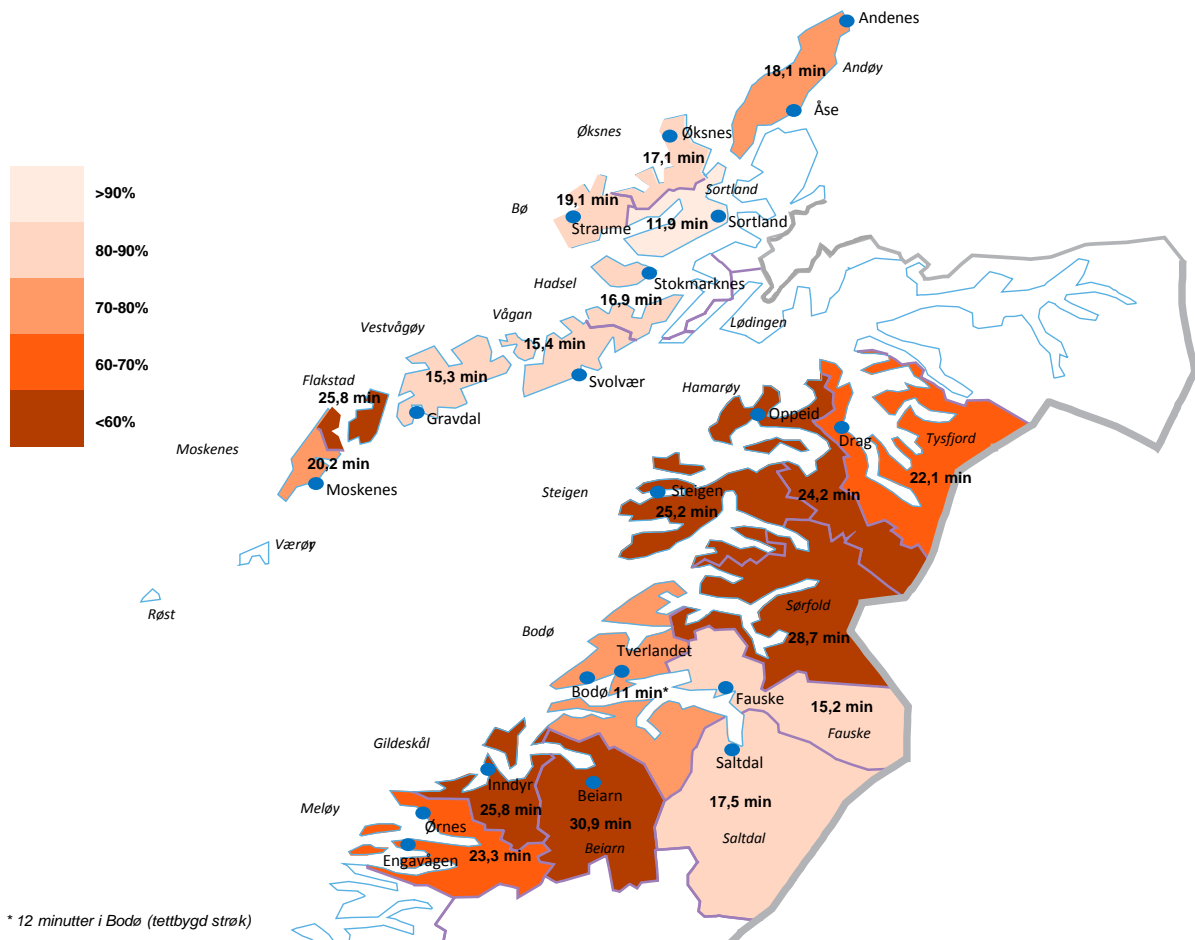 Andenes
18,1 min
Andøy
Åse
Øksnes
Øksnes
17,1 min
>90%
Sortland
19,1 min
Bø
Straume
11,9 min
Sortland
80-90%
Hadsel
Stokmarknes
16,9 min
70-80%
Vågan
Vestvågøy
Lødingen
15,4 min
60-70%
15,3 min
Flakstad
Svolvær
Hamarøy
25,8 min
<60%
Gravdal
Oppeid
Drag
Tysfjord
Moskenes
20,2 min
22,1 min
Moskenes
Steigen
Steigen
24,2 min
25,2 min
Værøy
Røst
Sørfold
Bodø
28,7 min
Tverlandet
Bodø
11 min*
Fauske
15,2 min
Fauske
Gildeskål
Saltdal
Inndyr
Beiarn
17,5 min
Meløy
25,8 min
Ørnes
30,9 min
Saltdal
Beiarn
Engavågen
23,3 min
* 12 minutter i Bodø (tettbygd strøk)